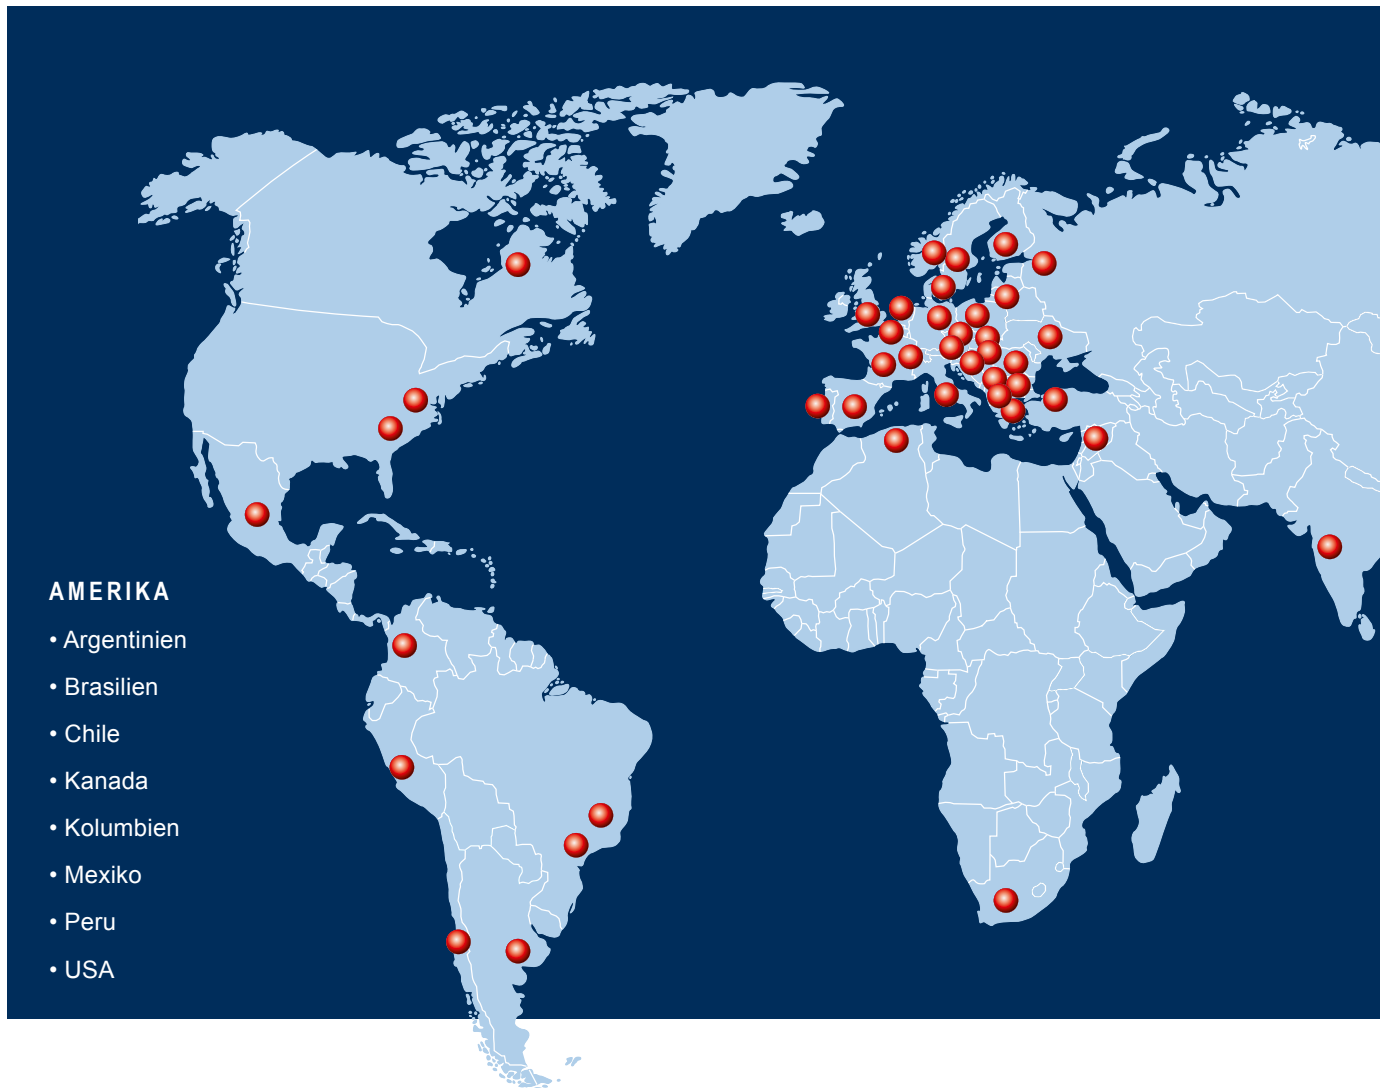 AMERIKA
• Argentinien
• Brasilien
• Chile
• Kanada
• Kolumbien
• Mexiko
• Peru
• USA